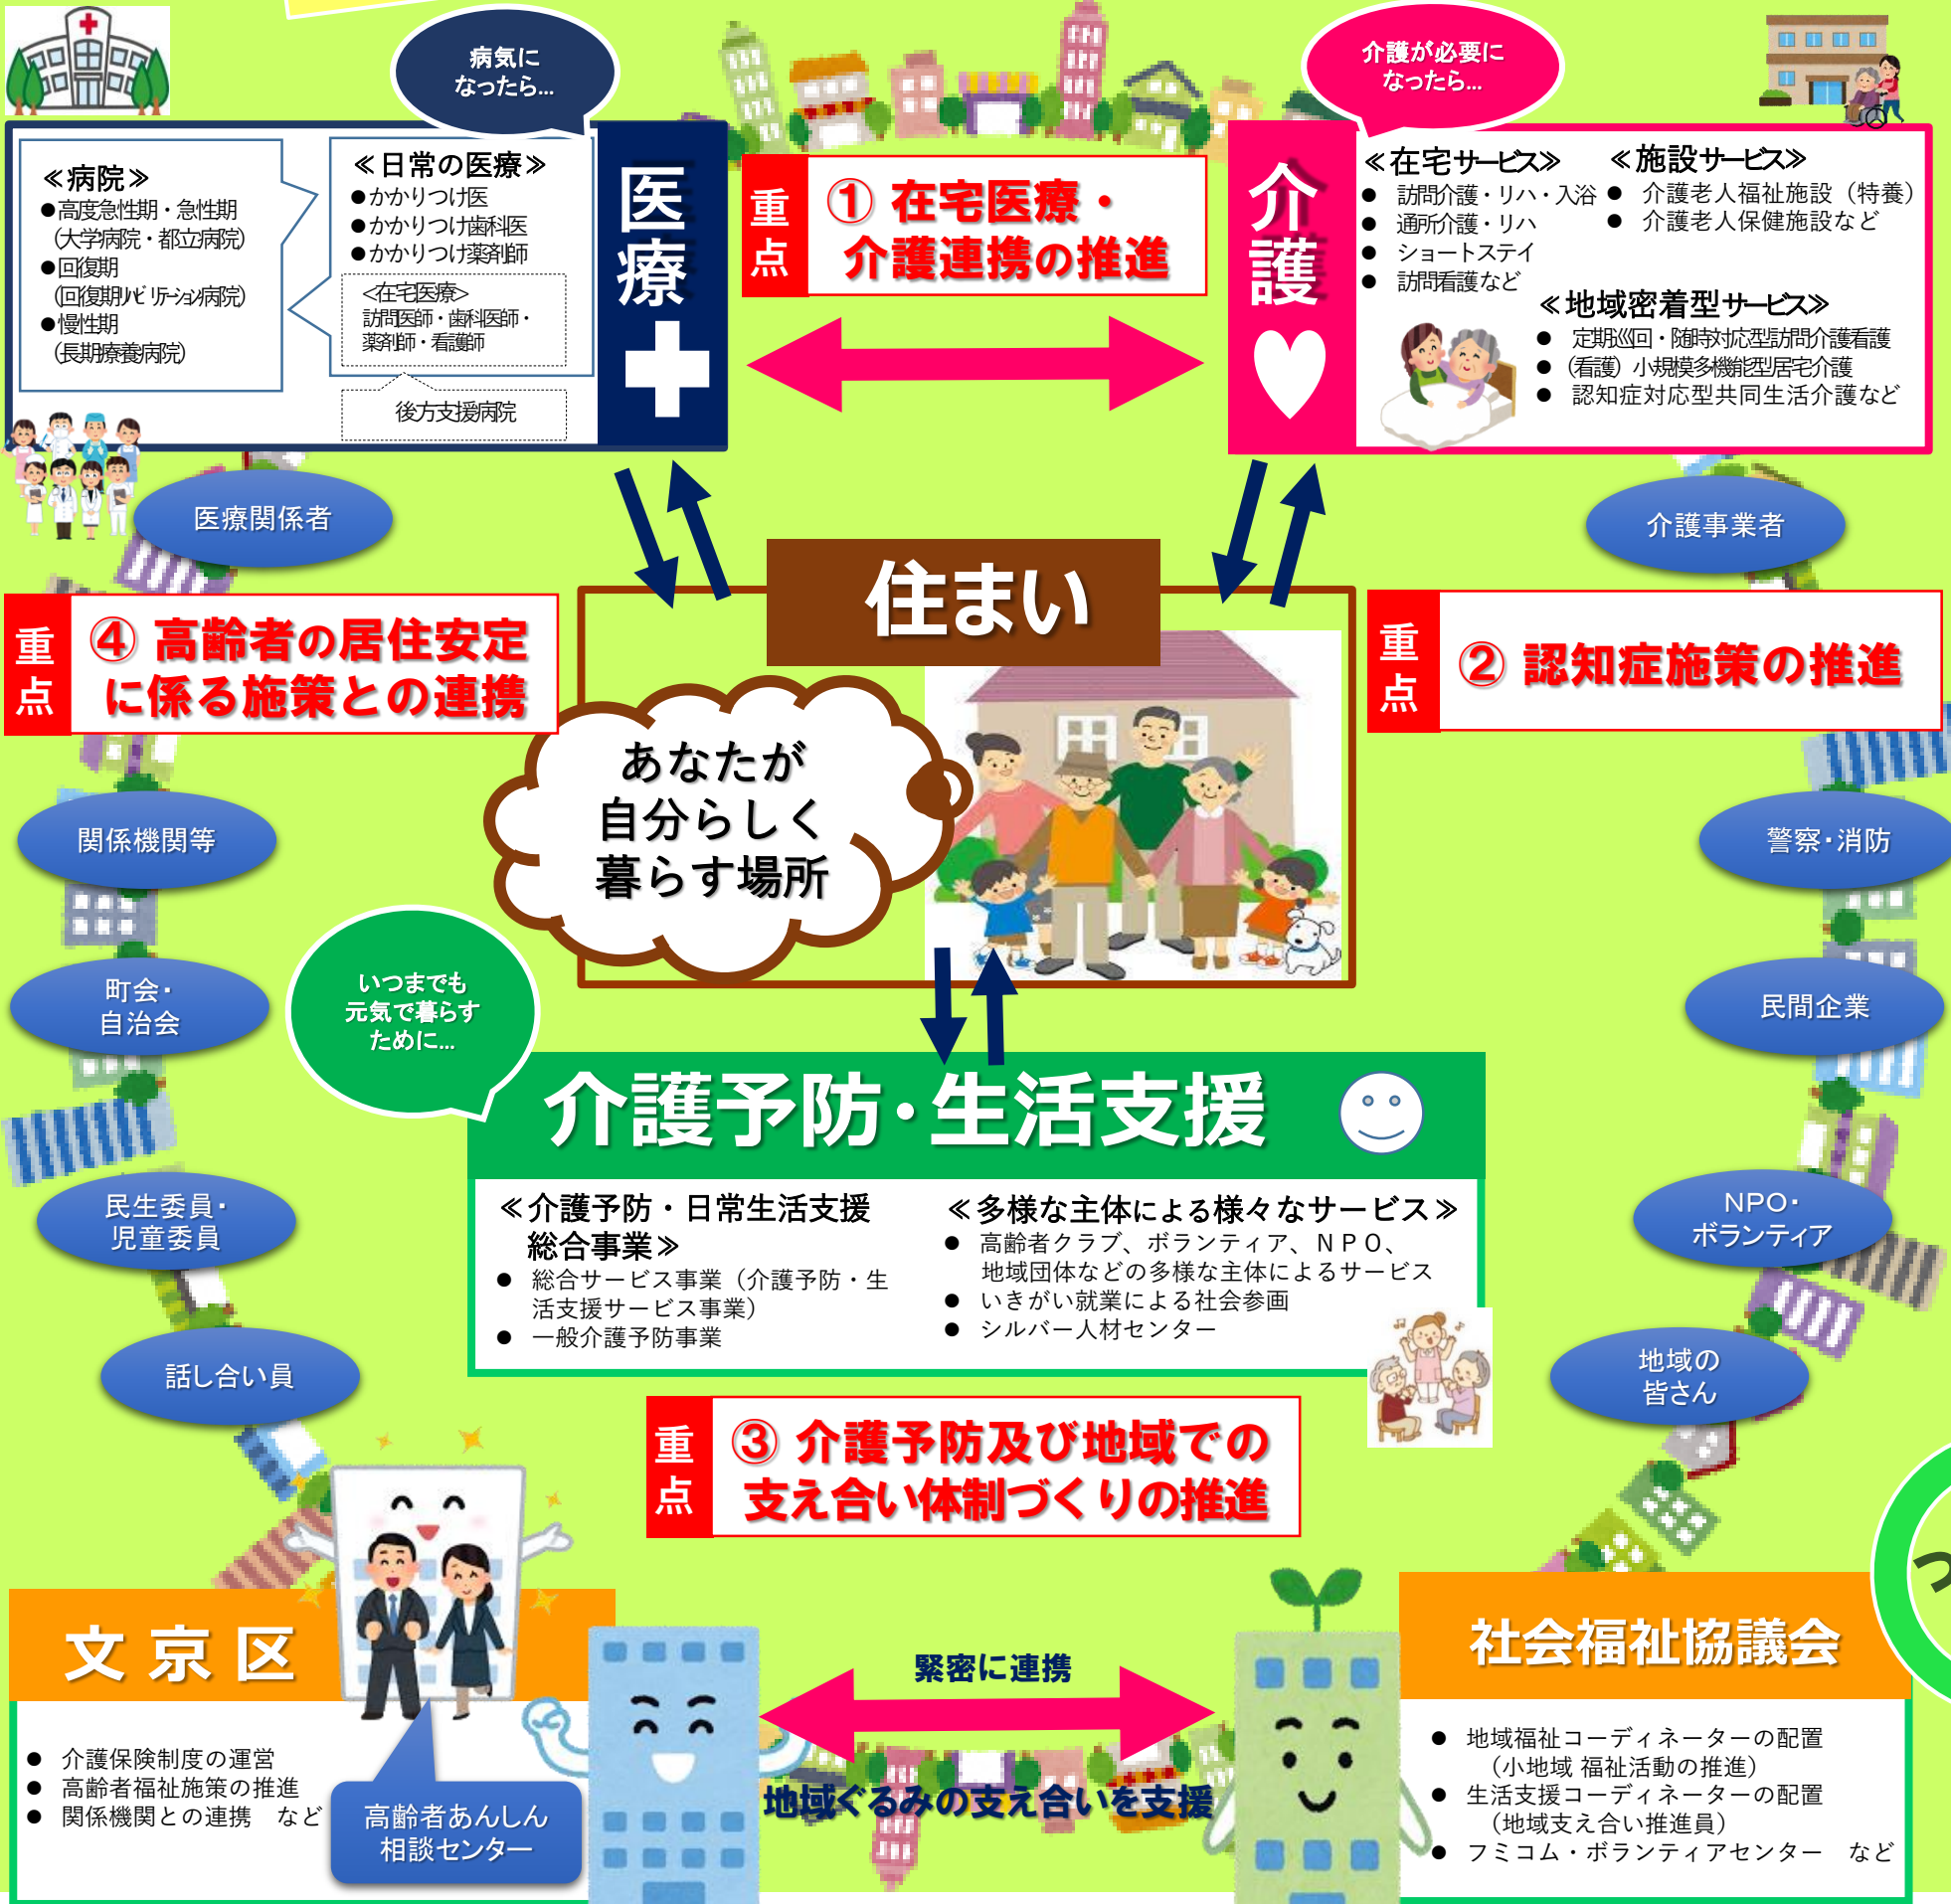 病気に
なったら…
介護が必要に
なったら…
≪病院≫
●高度急性期・急性期
(大学病院・都立病院)
●回復期
(回復期リハビリテーション病院)
●慢性期
(長期療養病院)
≪日常の医療≫
●かかりつけ医
●かかりつけ歯科医
●かかりつけ薬剤師
<在宅医療>
訪問医師・歯科医師・
薬剤師・看護師
後方支援病院
医療
重点
① 在宅医療・
介護連携の推進
介護
≪在宅サービス≫
● 訪問介護・リハ・入浴
● 通所介護・リハ
● ショートステイ
● 訪問看護など
≪施設サービス≫
● 介護老人福祉施設（特養）
● 介護老人保健施設など
≪地域密着型サービス≫
● 定期巡回・随時対応型訪問介護看護
● (看護）小規模多機能型居宅介護
● 認知症対応型共同生活介護など
医療関係者
介護事業者
住まい
重点
④ 高齢者の居住安定
に係る施策との連携
重点
② 認知症施策の推進
あなたが
自分らしく
暮らす場所
関係機関等
警察・消防
町会・
自治会
民間企業
いつまでも
元気で暮らす
ために…
介護予防・生活支援
民生委員・
児童委員
NPO・
ボランティア
≪介護予防・日常生活支援
総合事業≫
● 総合サービス事業（介護予防・生
活支援サービス事業）
● 一般介護予防事業
≪多様な主体による様々なサービス≫
● 高齢者クラブ、ボランティア、ＮＰＯ、
地域団体などの多様な主体によるサービス
● いきがい就業による社会参画
● シルバー人材センター
話し合い員
地域の
皆さん
重点
③ 介護予防及び地域での
支え合い体制づくりの推進
文京区
● 介護保険制度の運営
● 高齢者福祉施策の推進
● 関係機関との連携　など
高齢者あんしん
相談センター
緊密に連携
地域ぐるみの支え合いを支援
社会福祉協議会
● 地域福祉コーディネーターの配置
（小地域 福祉活動の推進）
● 生活支援コーディネーターの配置
（地域支え合い推進員）
● フミコム・ボランティアセンター　など